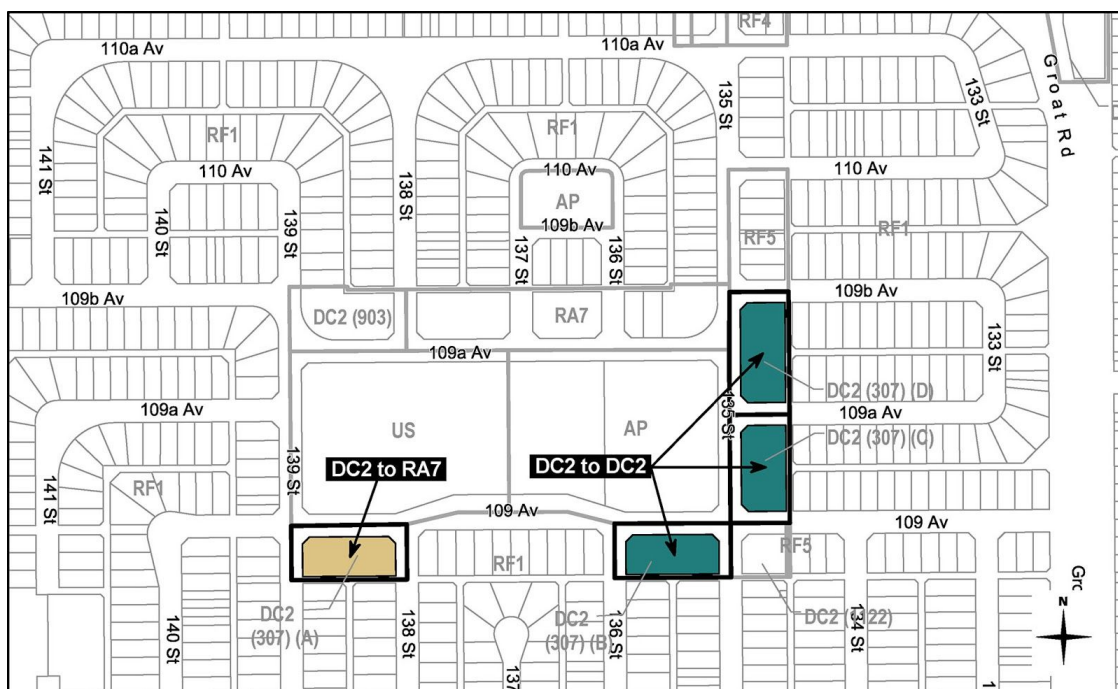 RF4
110a Av
110a Av
Groat Rd
135 St
133 St
RF1
RF1
141 St
110 Av
110 Av
110 Av
138 St
AP
140 St
139 St
109b Av
RF5
RF1
137 St
136 St
109b Av
109b Av
DC2 (903)
RA7
133 St
109a Av
109a Av
DC2 (307) (D)
135 St
109a Av
US
AP
DC2 (307) (C)
DC2 to RA7
DC2 to DC2
139 St
141 St
RF1
109 Av
109 Av
RF5
RF1
DC2
(307) (A)
DC2
(307) (B)
140 St
138 St
136 St
134 St
137
N